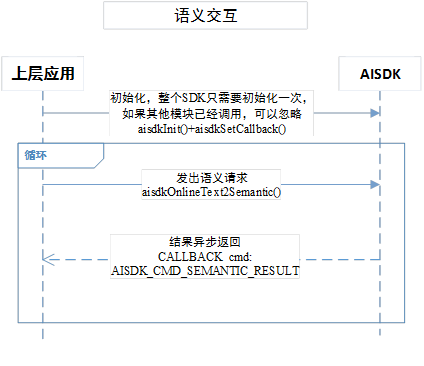 语义交互
上层应用
AISDK
初始化，整个SDK只需要初始化一次，
如果其他模块已经调用，可以忽略
aisdkInit()+aisdkSetCallback()
循环
发出语义请求
aisdkOnlineText2Semantic()
结果异步返回
CALLBACK cmd:
AISDK_CMD_SEMANTIC_RESULT